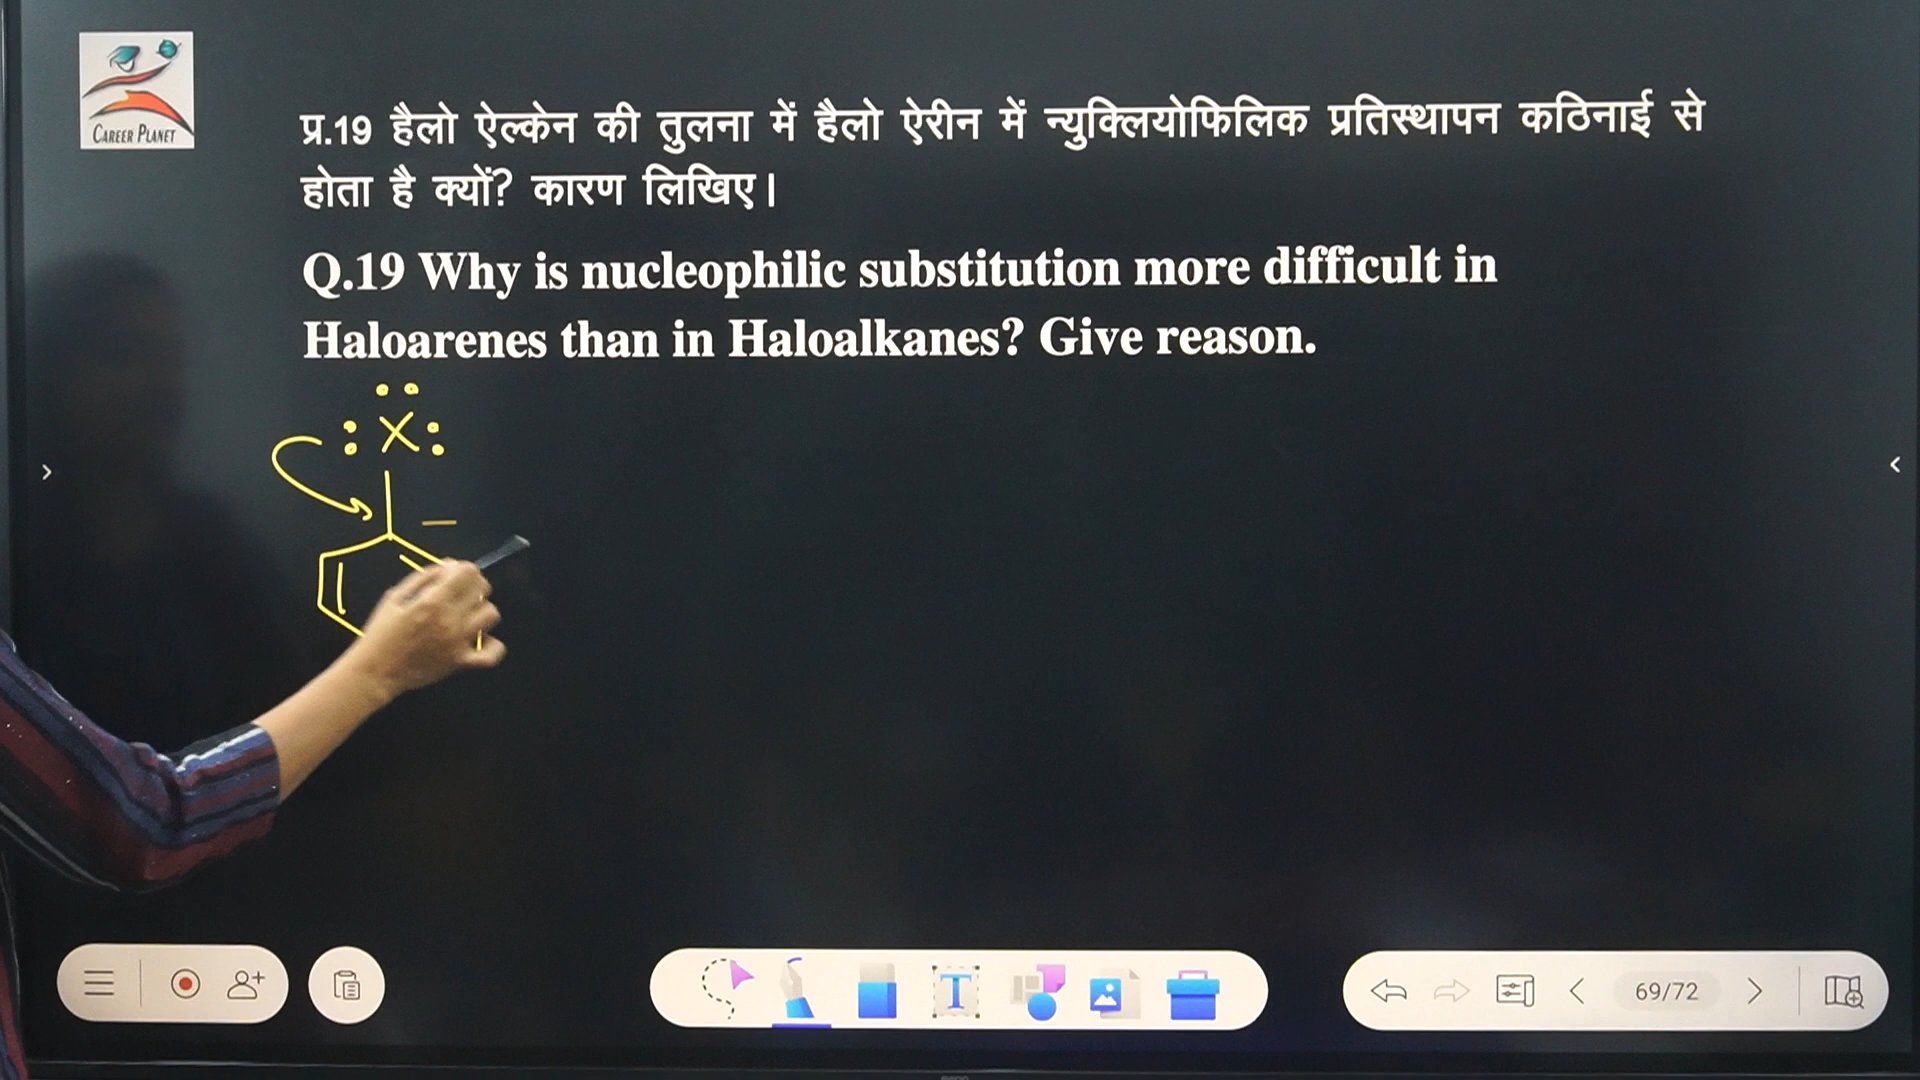 CAREER PLANET
प्र.19 हैलो ऐल्केन की तुलना में हैलो ऐरीन में न्युक्लियोफिलिक प्रतिस्थापन कठिनाई से
होता है क्यों? कारण लिखिए।
Q.19 Why is nucleophilic substitution more difficult in
Haloarenes than in Haloalkanes? Give reason.
X
T
69/72